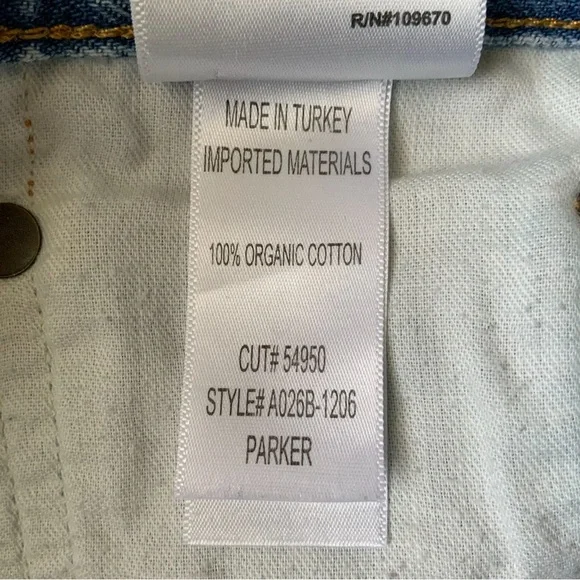 R/N#109670
MADE IN TURKEY
IMPORTED MATERIALS
100% ORGANIC COTTON
CUT# 54950
STYLE# A026B-1206
PARKER